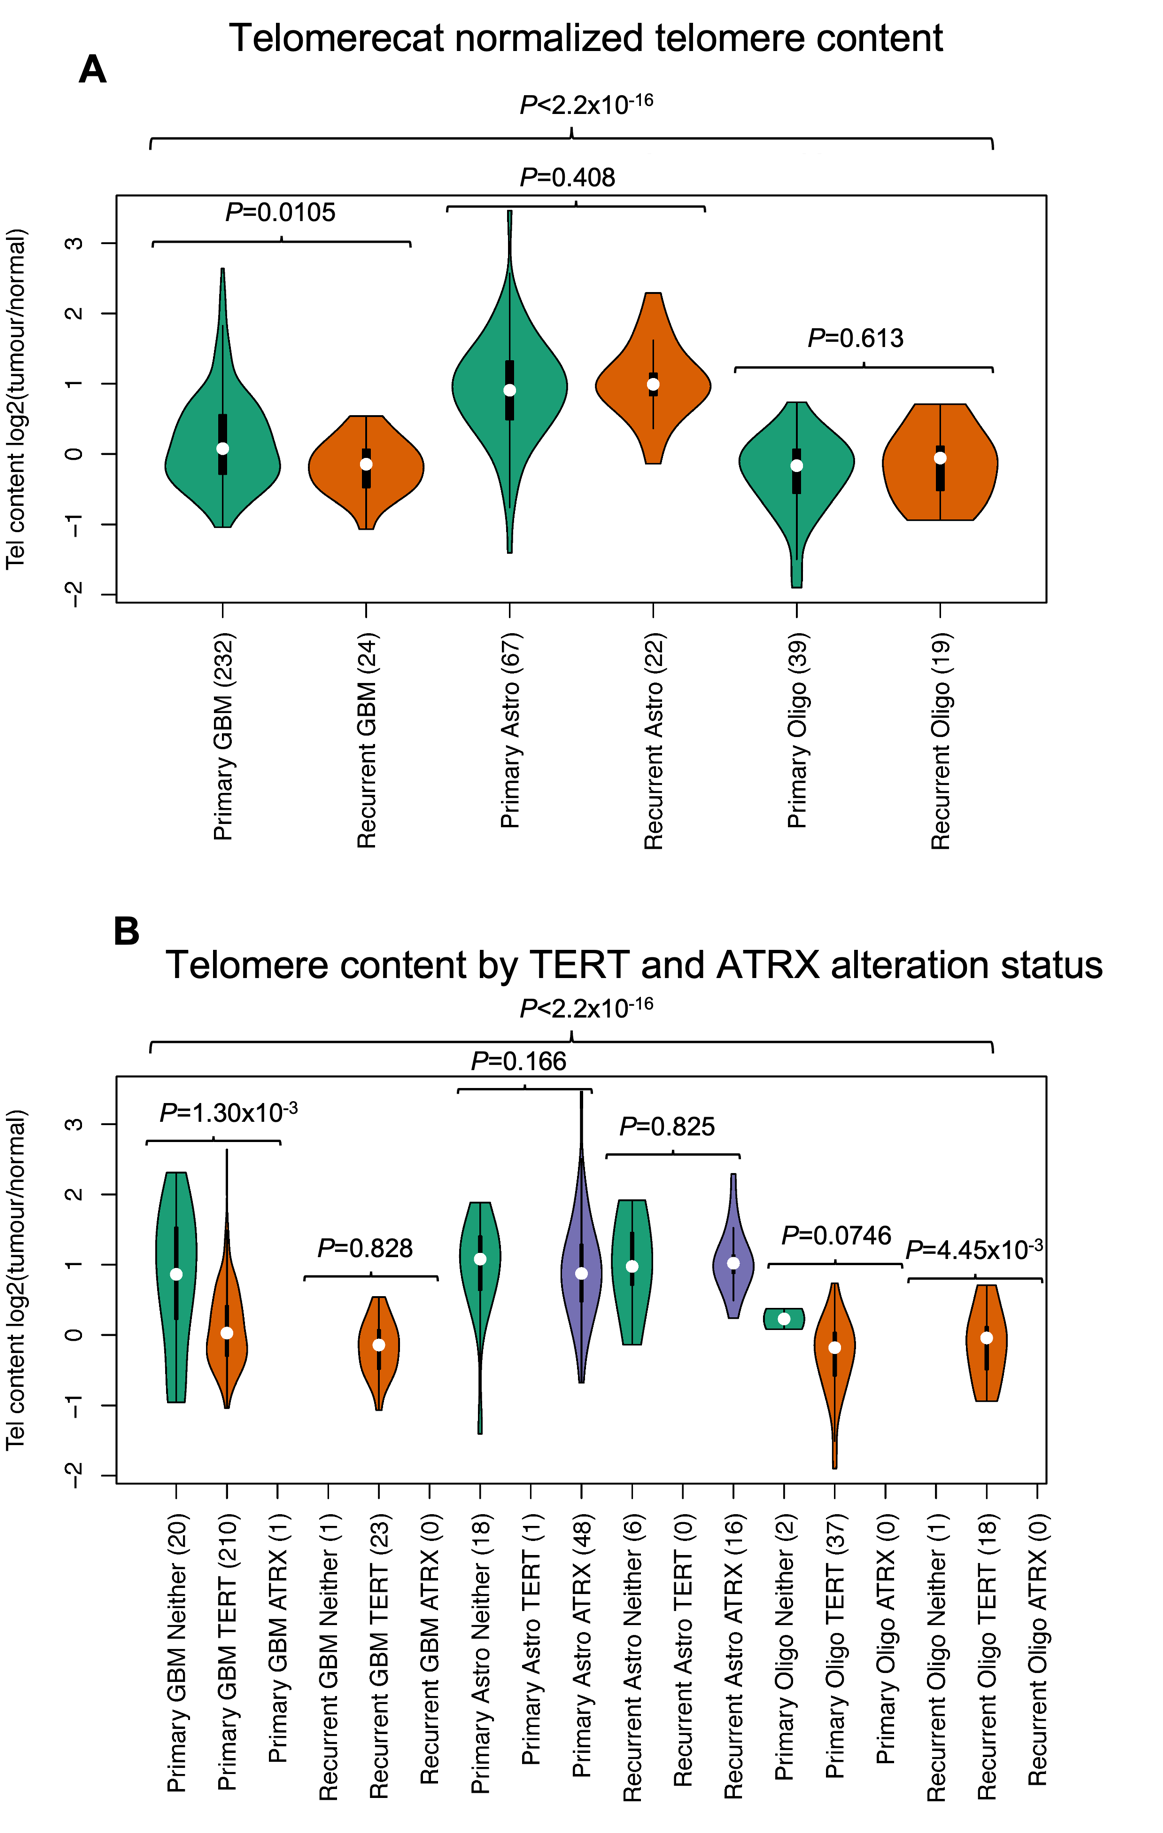 Telomerecat normalized telomere content
A
P<2.2x10-16
P=0.408
P=0.0105
P=0.613
Tel content log2(tumour/normal)
3
2
1
0
−1
−2
Primary GBM (232)
Recurrent GBM (24)
Primary Astro (67)
Recurrent Astro (22)
Primary Oligo (39)
Recurrent Oligo (19)
B
Telomere content by TERT and ATRX alteration status
P<2.2x10-16
P=0.166
P=1.30x10-3
P=0.825
P=0.828
P=0.0746
P=4.45x10-3
Tel content log2(tumour/normal)
3
2
1
0
−1
−2
Primary GBM Neither (20)
Primary GBM TERT (210)
Primary GBM ATRX (1)
Recurrent GBM Neither (1)
Recurrent GBM TERT (23)
Recurrent GBM ATRX (0)
Primary Astro Neither (18)
Primary Astro TERT (1)
Primary Astro ATRX (48)
Recurrent Astro Neither (6)
Recurrent Astro TERT (0)
Recurrent Astro ATRX (16)
Primary Oligo Neither (2)
Primary Oligo TERT (37)
Primary Oligo ATRX (0)
Recurrent Oligo Neither (1)
Recurrent Oligo TERT (18)
Recurrent Oligo ATRX (0)